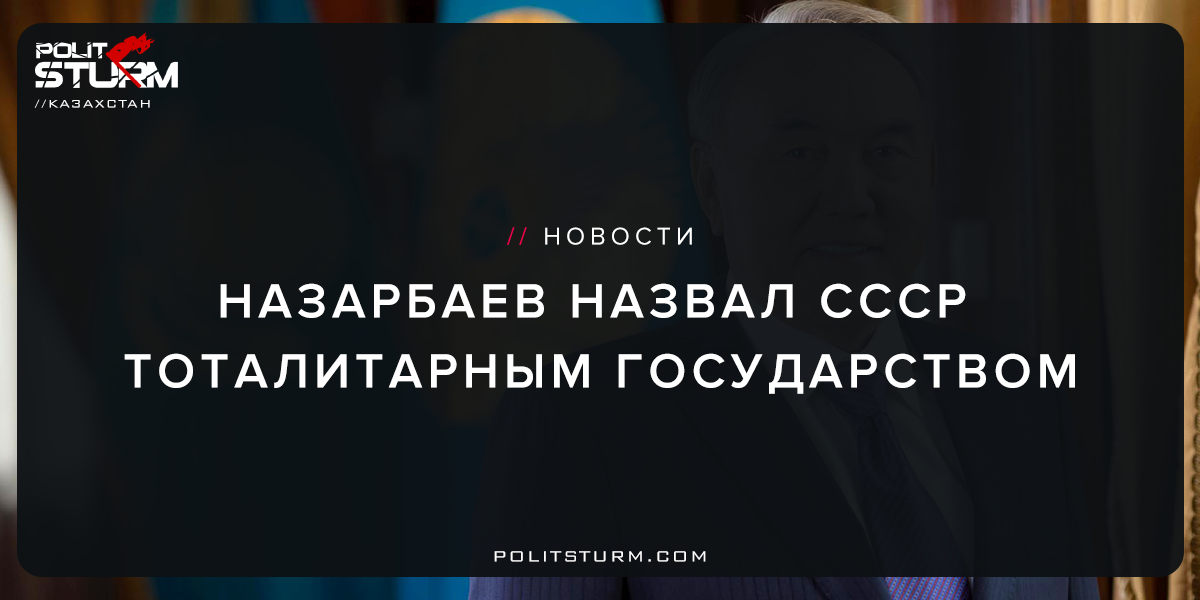 POLIT
STURM
//КАЗАХСТАН
// НОВОСТИ
НАЗАРБАЕВ НАЗВАЛ СССР
ТОТАЛИТАРНЫМ ГОСУДАРСТВОМ
POLITSTURM.COM